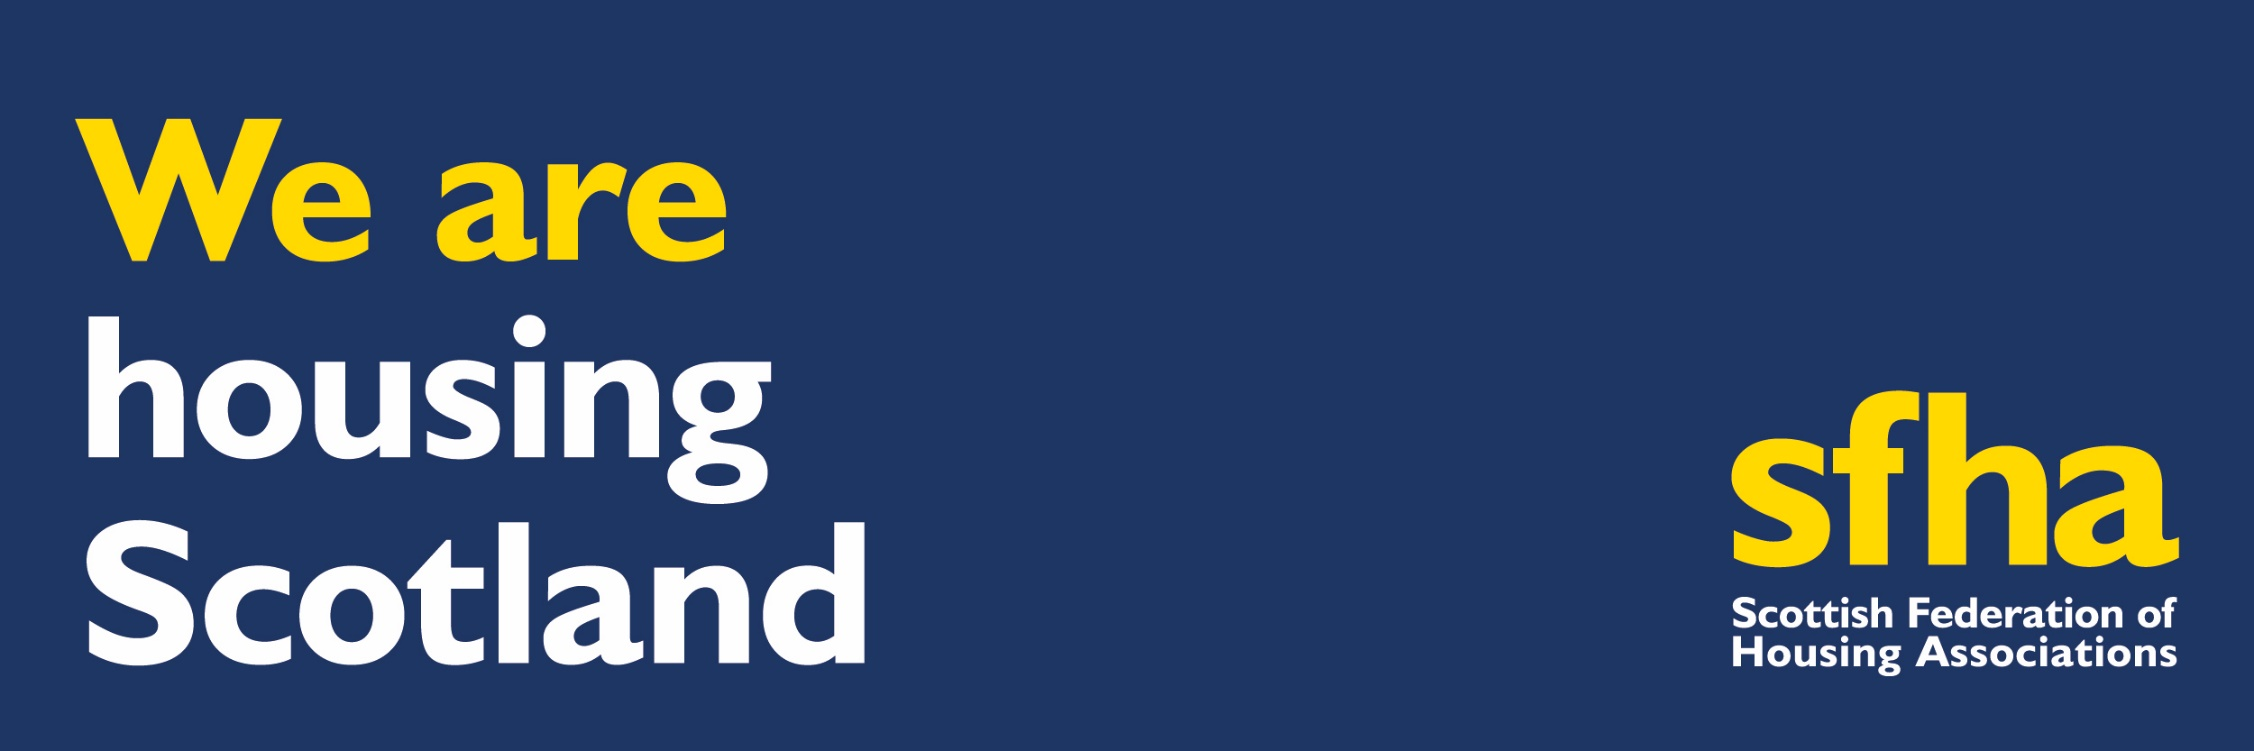 We are
housing
Scotland
sfha
Scottish Federation of
Housing Associations